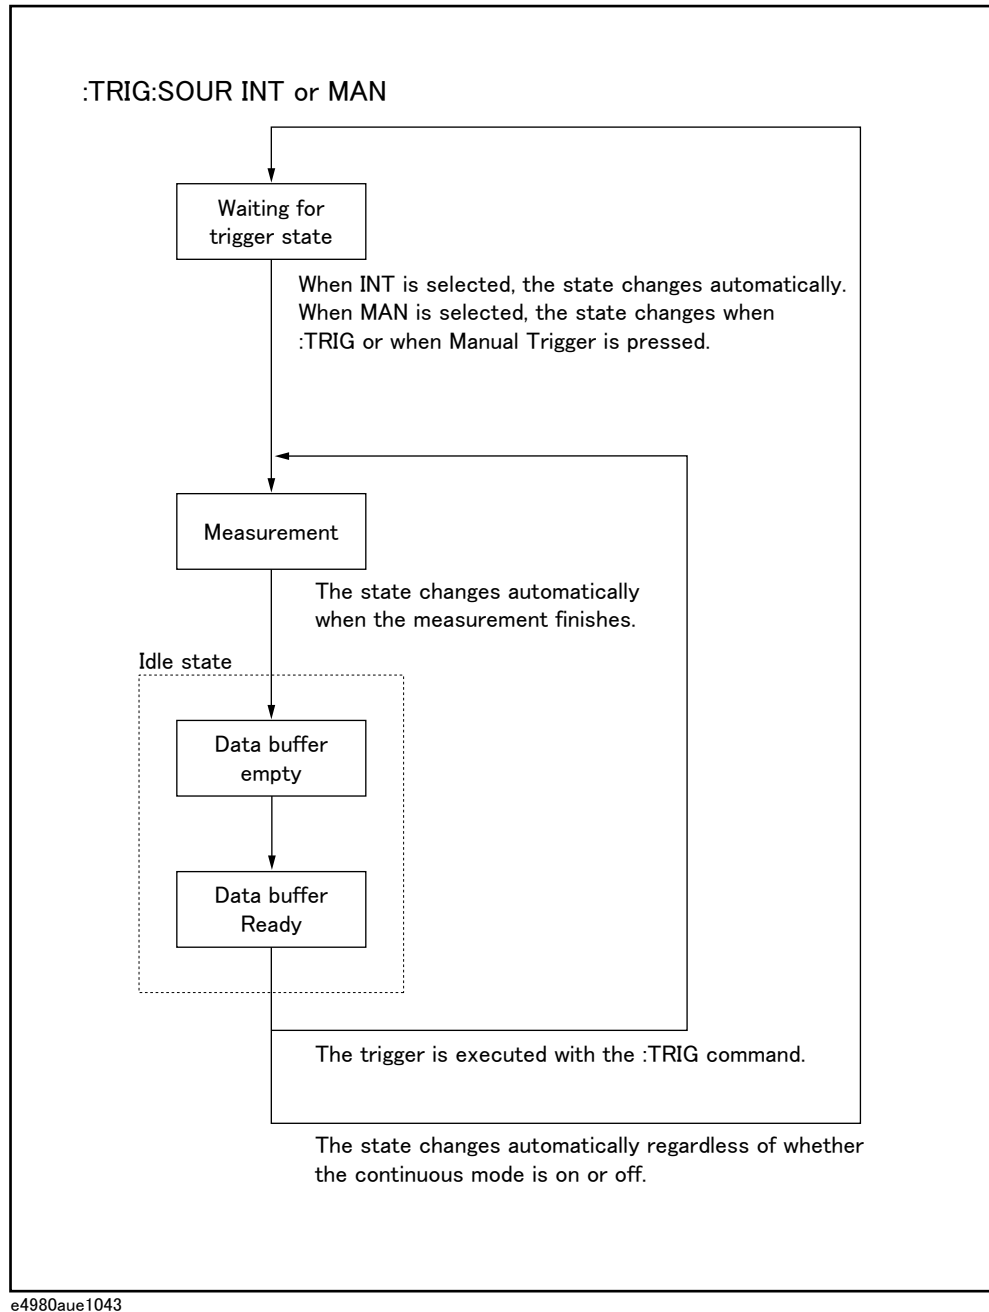 :TRIG:SOUR INT or MAN
Waiting for
trigger state
When INT is selected, the state changes automatically.
When MAN is selected, the state changes when
:TRIG or when Manual Trigger is pressed.
Measurement
The state changes automatically
when the measurement finishes.
Idle state
Data buffer
empty
Data buffer
Ready
The trigger is executed with the :TRIG command.
The state changes automatically regardless of whether
the continuous mode is on or off.
e4980aue1043